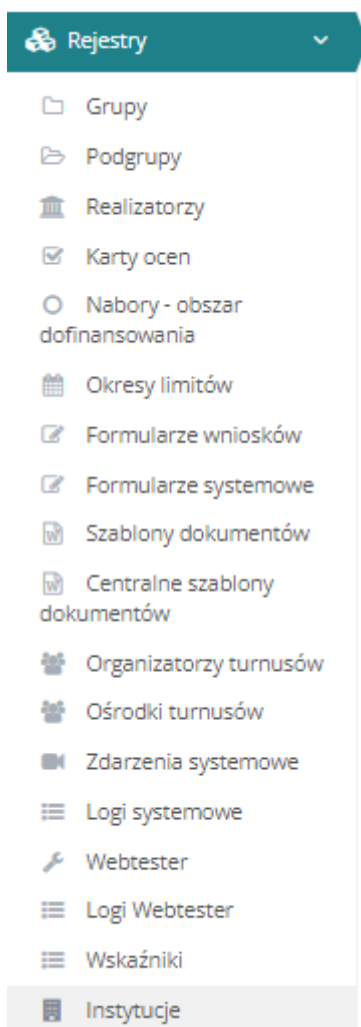 Rejestry
Grupy
Podgrupy
Realizatorzy
Karty ocen
Nabory - obszar
dofinansowania
Okresy limitów
Formularze wniosków
Formularze systemowe
Szablony dokumentów
Centralne szablony
dokumentów
Organizatorzy turnusów
Ośrodki turnusów
Zdarzenia systemowe
Logi systemowe
Webtester
Logi Webtester
Wskaźniki
Instytucje